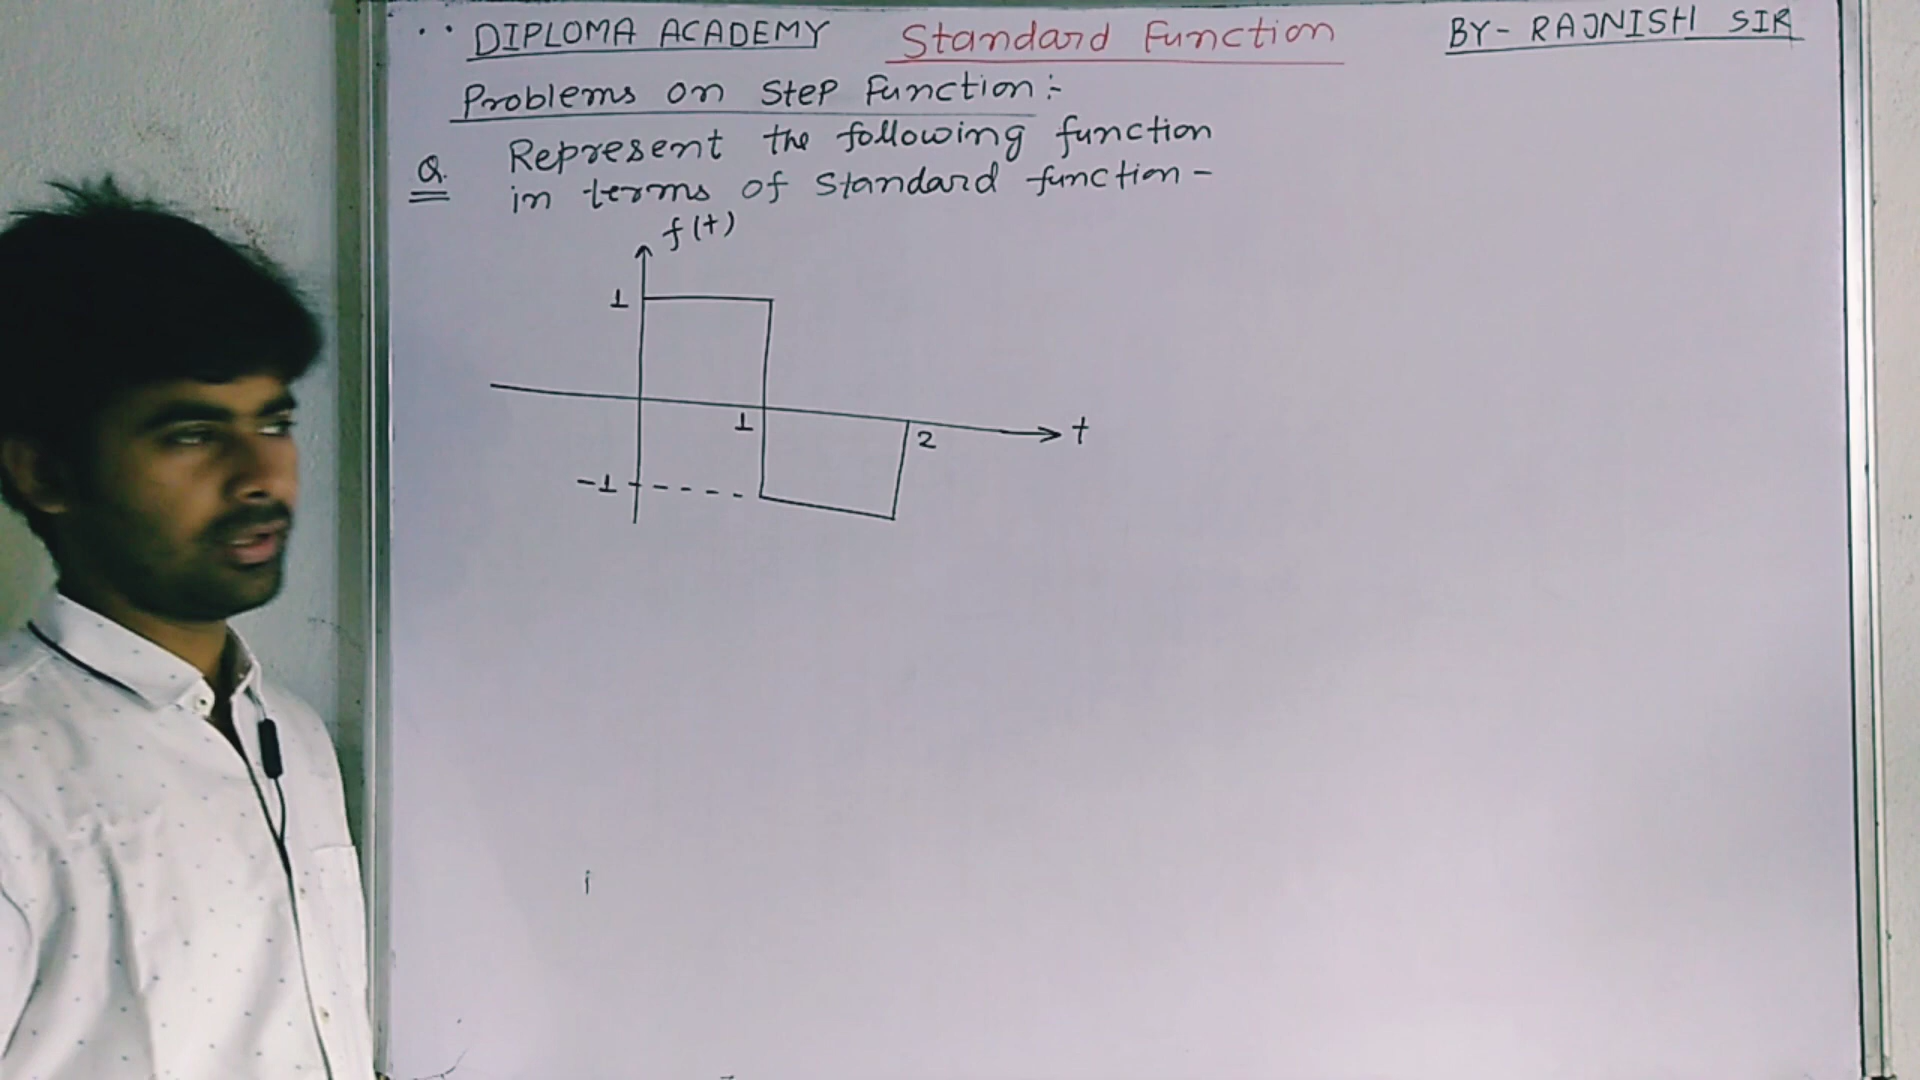 DIPLOMA ACADEMY Standard Function BY- RAJNISH SIR
Problems on Step Function:-
Q. Represent the following function
in terms of Standard function -
f(t)
1
1
2
t
-1